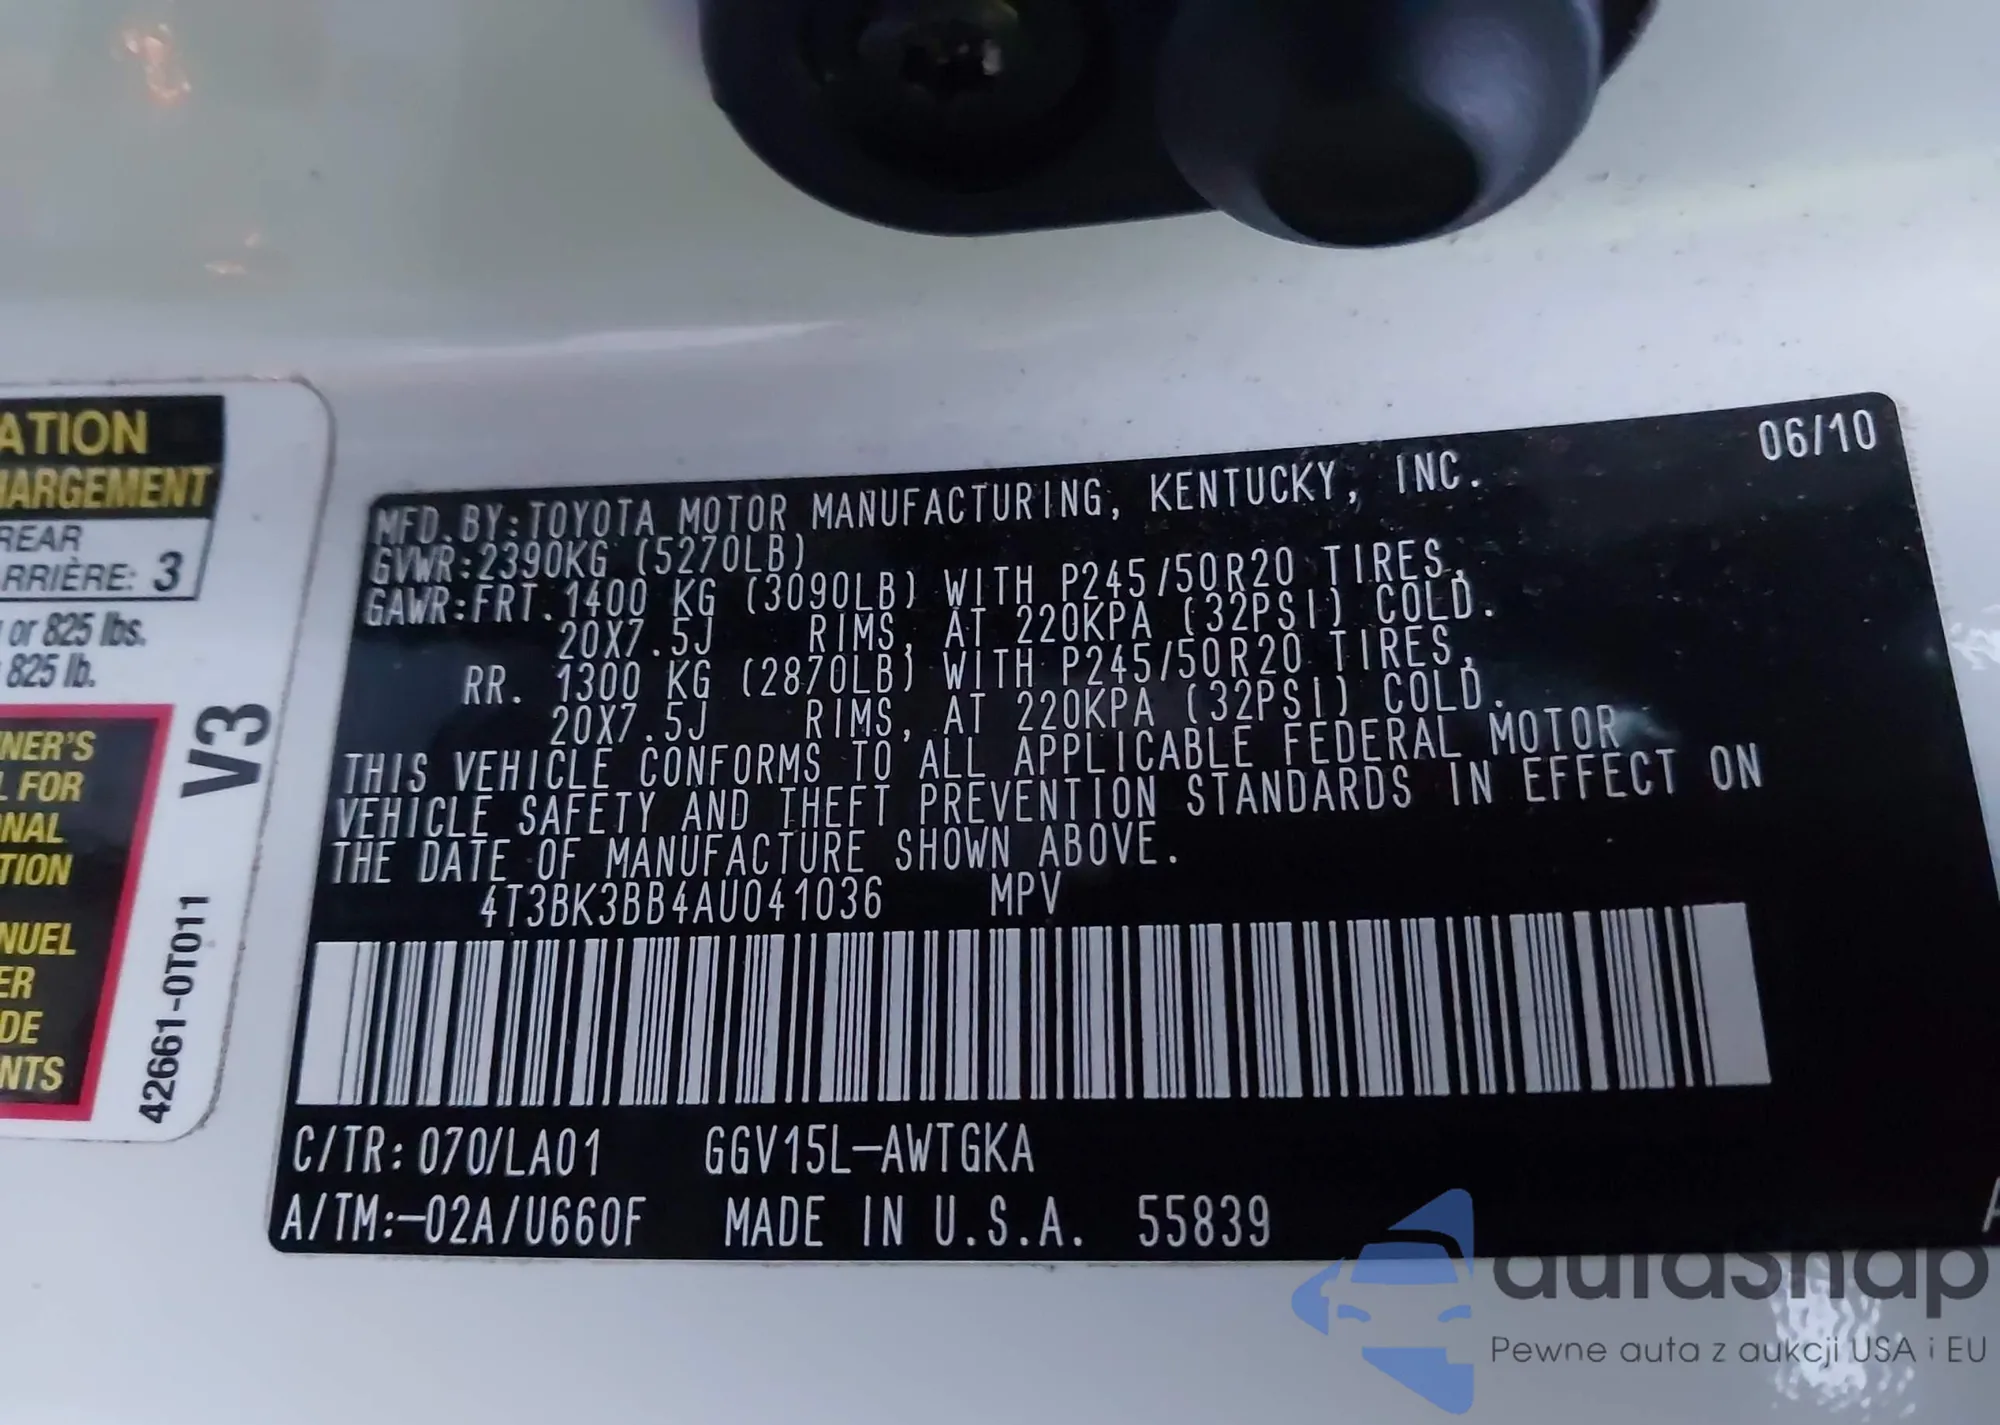 ATION
HARGEMENT
REAR
ARRIÈRE: 3
or 825 lbs.
825 lb.
NER'S
L FOR
ONAL
TION
NUEL
ER
DE
NTS
V3
42661-0T011
06/10
MFD.BY:TOYOTA MOTOR MANUFACTURING, KENTUCKY, INC.
GVWR:2390KG (5270LB)
GAWR:FRT.1400 KG (3090LB) WITH P245/50R20 TIRES,
20X7.5J RIMS, AT 220KPA (32PSI) COLD.
RR. 1300 KG (2870LB) WITH P245/50R20 TIRES,
20X7.5J RIMS, AT 220KPA (32PSI) COLD.
THIS VEHICLE CONFORMS TO ALL APPLICABLE FEDERAL MOTOR
VEHICLE SAFETY AND THEFT PREVENTION STANDARDS IN EFFECT ON
THE DATE OF MANUFACTURE SHOWN ABOVE.
4T3BK3BB4AU041036 MPV
C/TR:070/LA01 GGV15L-AWTGKA
A/TM:-02A/U660F MADE IN U.S.A. 55839
autaSnap
Pewne auta z aukcji USA i EU